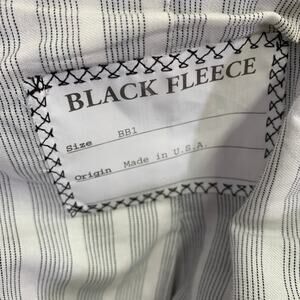 BLACK FLEECE
Size BB1
Origin Made in U.S.A.